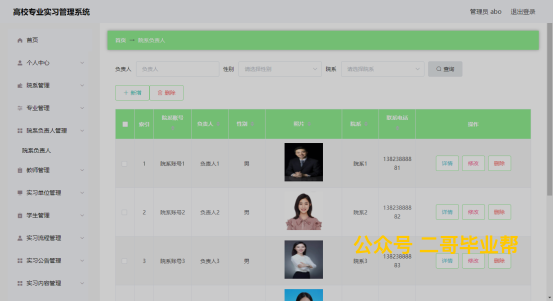 高校专业实习管理系统
管理员 abo 退出登录
首页
个人中心
院系管理
专业管理
院系负责人管理
院系负责人
教师管理
实习单位管理
学生管理
实习流程管理
实习公告管理
实习内容管理
首页 院系负责人
负责人 负责人 性别 请选择性别 院系 请选择院系 查询
+ 新增 删除
索引 院系账号 负责人 性别 照片 院系 联系电话 操作
1 院系账号1 负责人1 男 院系1 13823888881 详情 修改 删除
2 院系账号2 负责人2 男 院系2 13823888882 详情 修改 删除
3 院系账号3 负责人3 男 院系3 13823888883 详情 修改 删除
公众号 二哥毕业帮